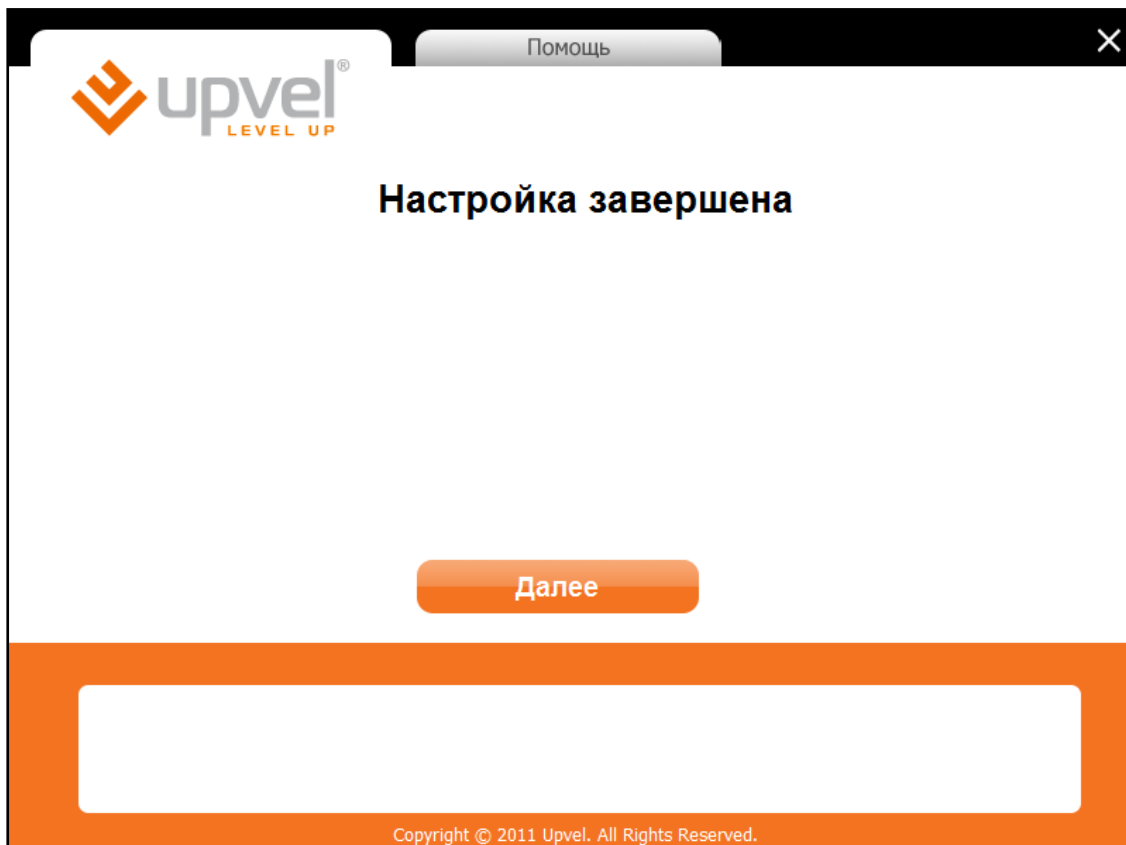 Помощь
upvel®
LEVEL UP
Настройка завершена
Далее
Copyright © 2011 Upvel. All Rights Reserved.